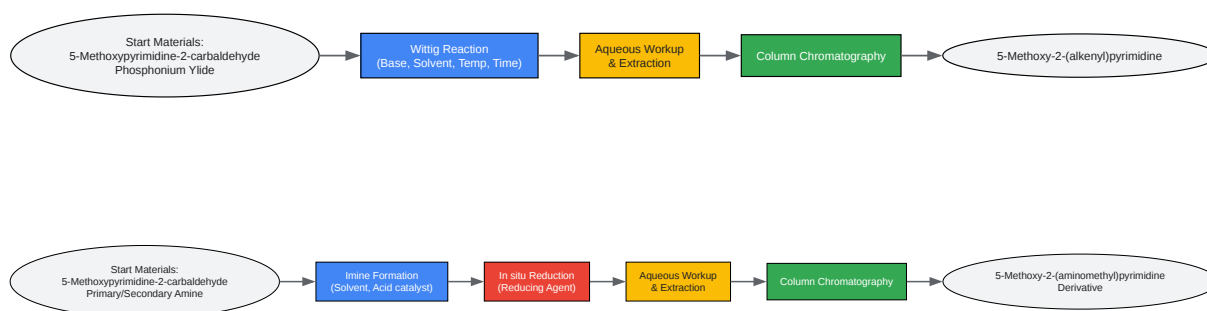 Start Materials:
5-Methoxypyrimidine-2-carbaldehyde
Phosphonium Ylide
Wittig Reaction
(Base, Solvent, Temp, Time)
Aqueous Workup
& Extraction
Column Chromatography
5-Methoxy-2-(alkenyl)pyrimidine
Start Materials:
5-Methoxypyrimidine-2-carbaldehyde
Primary/Secondary Amine
Imine Formation
(Solvent, Acid catalyst)
In situ Reduction
(Reducing Agent)
Aqueous Workup
& Extraction
Column Chromatography
5-Methoxy-2-(aminomethyl)pyrimidine
Derivative